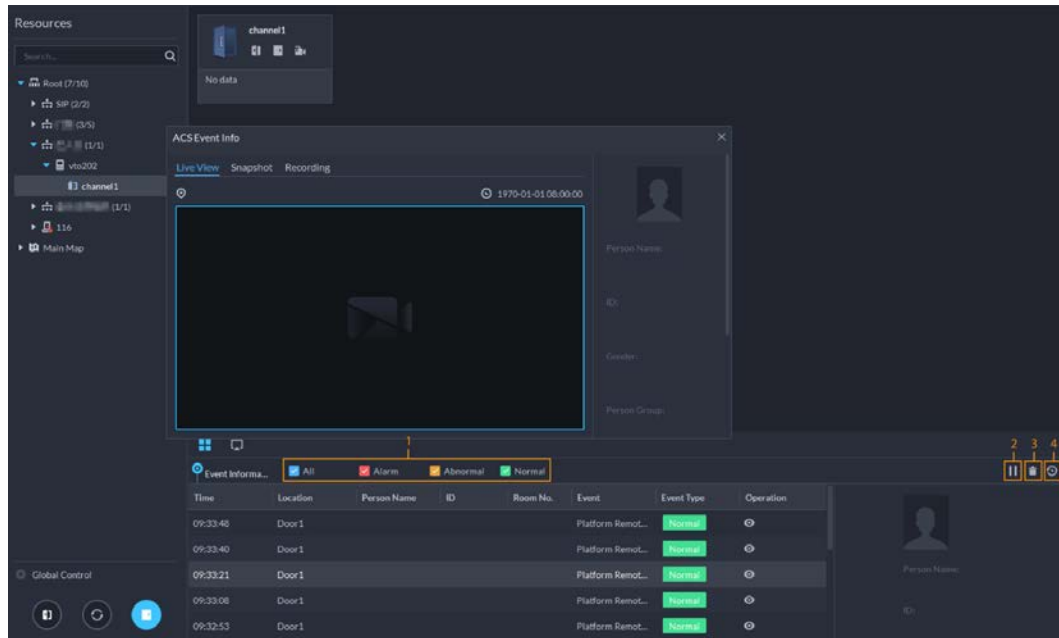 Resources
Search...
Root (7/10)
SIP (2/2)
(3/5)
(1/1)
vto202
channel1
(1/1)
116
Main Map
Global Control
channel1
No data
ACS Event Info
Live View Snapshot Recording
1970-01-01 08:00:00
Person Name:
ID:
Gender:
Person Group:
1
2 3 4
Event Informa... All Alarm Abnormal Normal
Time Location Person Name ID Room No. Event Event Type Operation
09:33:48 Door1 Platform Remot... Normal
09:33:40 Door1 Platform Remot... Normal
09:33:21 Door1 Platform Remot... Normal
09:33:08 Door1 Platform Remot... Normal
09:32:53 Door1 Platform Remot... Normal
Person Name:
ID: